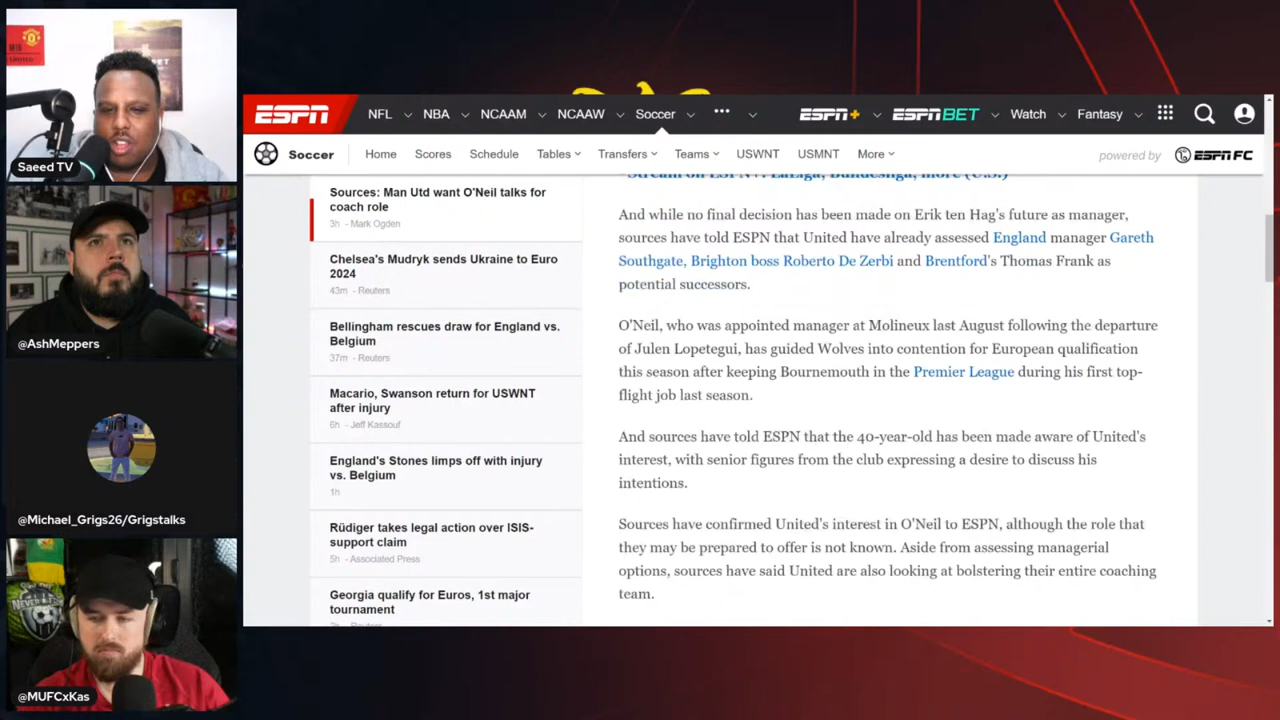 Saeed TV
@AshMeppers
@Michael_Grigs26/Grigstalks
@MUFCxKas
ESPN
NFL
NBA
NCAAM
NCAAW
Soccer
ESPN+
ESPN BET
Watch
Fantasy
Soccer
Home
Scores
Schedule
Tables
Transfers
Teams
USWNT
USMNT
More
powered by
ESPN FC
Sources: Man Utd want O'Neil talks for
coach role
3h - Mark Ogden
Chelsea's Mudryk sends Ukraine to Euro
2024
43m - Reuters
Bellingham rescues draw for England vs.
Belgium
37m - Reuters
Macario, Swanson return for USWNT
after injury
6h - Jeff Kassouf
England's Stones limps off with injury
vs. Belgium
1h
Rüdiger takes legal action over ISIS-
support claim
5h - Associated Press
Georgia qualify for Euros, 1st major
tournament
- Stream on ESPN+: LaLiga, Bundesliga, more (U.S.)
And while no final decision has been made on Erik ten Hag's future as manager,
sources have told ESPN that United have already assessed England manager Gareth
Southgate, Brighton boss Roberto De Zerbi and Brentford's Thomas Frank as
potential successors.
O'Neil, who was appointed manager at Molineux last August following the departure
of Julen Lopetegui, has guided Wolves into contention for European qualification
this season after keeping Bournemouth in the Premier League during his first top-
flight job last season.
And sources have told ESPN that the 40-year-old has been made aware of United's
interest, with senior figures from the club expressing a desire to discuss his
intentions.
Sources have confirmed United's interest in O'Neil to ESPN, although the role that
they may be prepared to offer is not known. Aside from assessing managerial
options, sources have said United are also looking at bolstering their entire coaching
team.